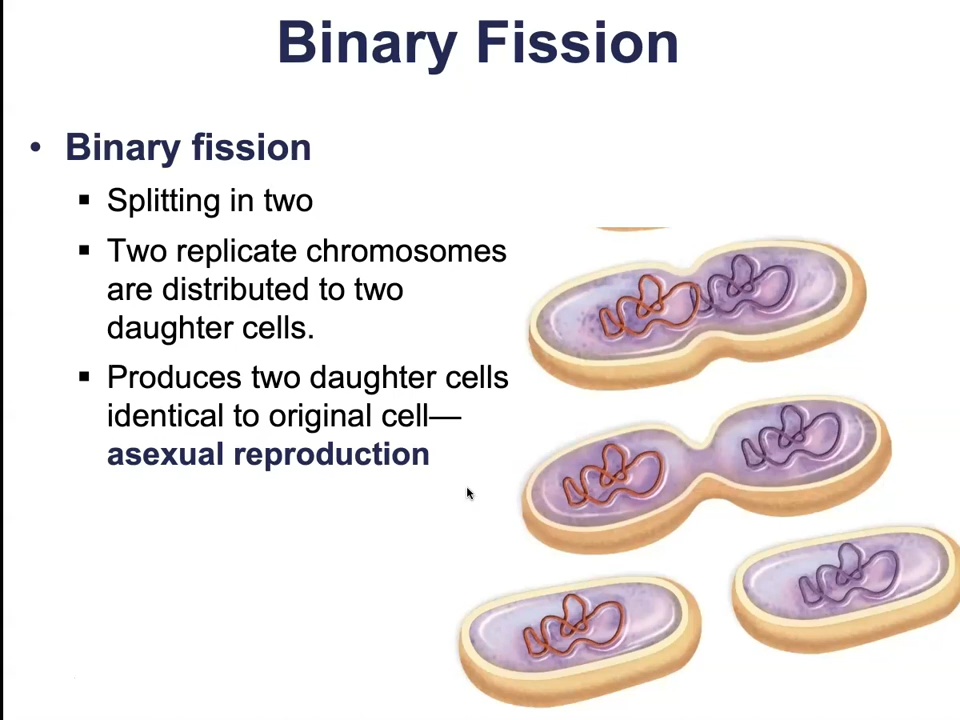 Binary Fission
• Binary fission
▪ Splitting in two
▪ Two replicate chromosomes
are distributed to two
daughter cells.
▪ Produces two daughter cells
identical to original cell—
asexual reproduction